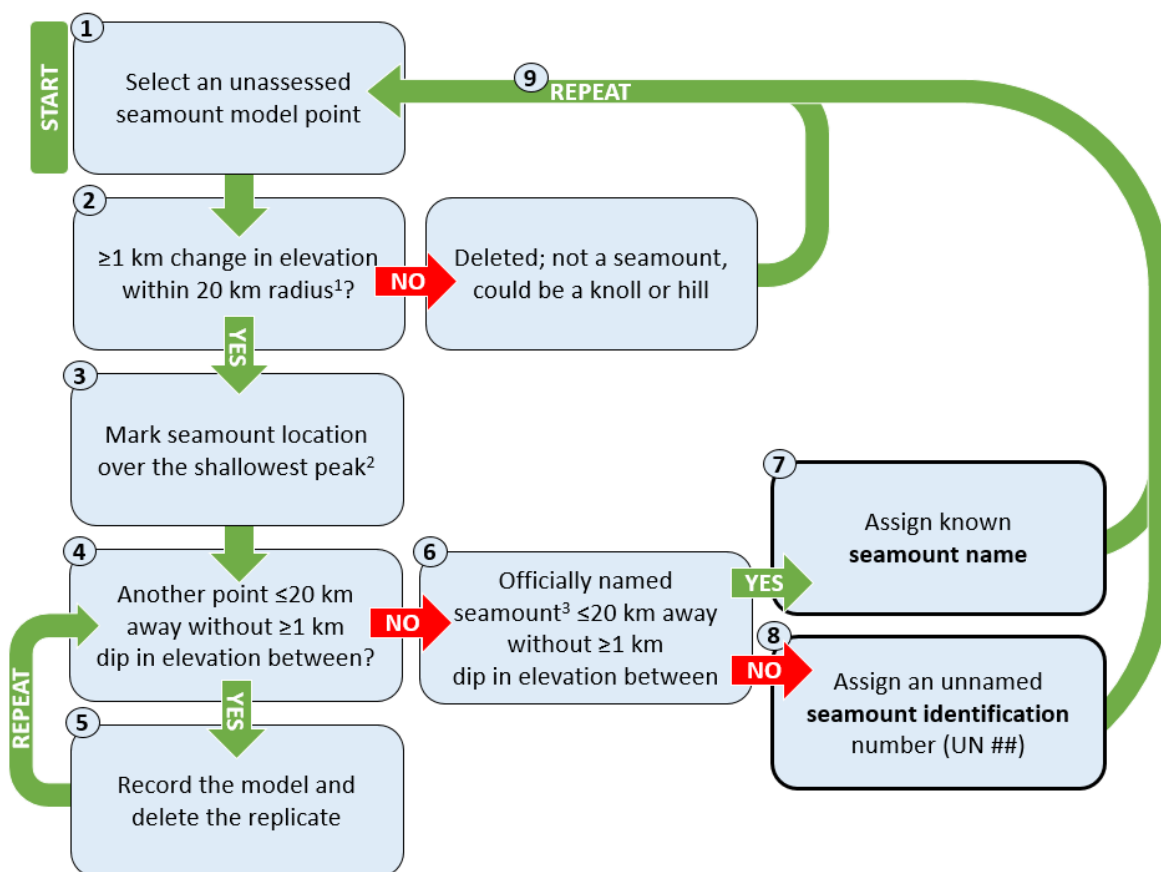 START
1
Select an unassessed
seamount model point
9
REPEAT
2
≥1 km change in elevation
within 20 km radius¹?
NO
Deleted; not a seamount,
could be a knoll or hill
YES
3
Mark seamount location
over the shallowest peak²
4
Another point ≤20 km
away without ≥1 km
dip in elevation between?
NO
6
Officially named
seamount³ ≤20 km away
without ≥1 km
dip in elevation between
YES
7
Assign known
seamount name
NO
8
Assign an unnamed
seamount identification
number (UN ##)
YES
5
Record the model and
delete the replicate
REPEAT